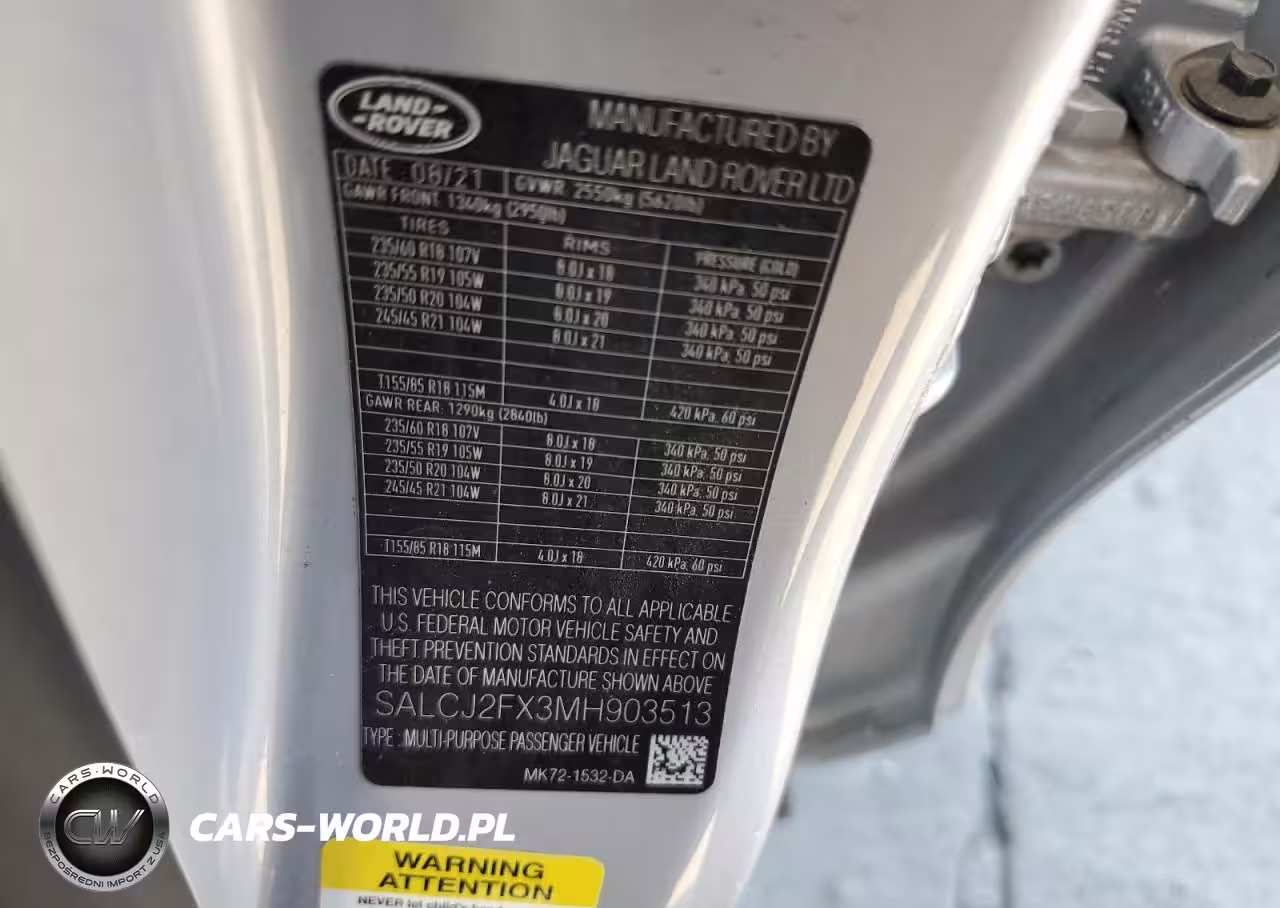 LAND-
-ROVER
MANUFACTURED BY
JAGUAR LAND ROVER LTD
DATE: 08/21 GVWR: 2550kg (5620lb)
GAWR FRONT: 1340kg (2950lb)
TIRES RIMS PRESSURE (COLD)
235/60 R18 107V 8.0J x 18 340 kPa, 50 psi
235/55 R19 105W 8.0J x 19 340 kPa, 50 psi
235/50 R20 104W 8.0J x 20 340 kPa, 50 psi
245/45 R21 104W 8.0J x 21 340 kPa, 50 psi
T155/85 R18 115M 4.0J x 18 420 kPa, 60 psi
GAWR REAR: 1290kg (2840lb)
235/60 R18 107V 8.0J x 18 340 kPa, 50 psi
235/55 R19 105W 8.0J x 19 340 kPa, 50 psi
235/50 R20 104W 8.0J x 20 340 kPa, 50 psi
245/45 R21 104W 8.0J x 21 340 kPa, 50 psi
T155/85 R18 115M 4.0J x 18 420 kPa, 60 psi
THIS VEHICLE CONFORMS TO ALL APPLICABLE
U.S. FEDERAL MOTOR VEHICLE SAFETY AND
THEFT PREVENTION STANDARDS IN EFFECT ON
THE DATE OF MANUFACTURE SHOWN ABOVE
SALCJ2FX3MH903513
TYPE : MULTI-PURPOSE PASSENGER VEHICLE
MK72-1532-DA
CARS-WORLD
CW
BEZPOŚREDNI IMPORT Z USA
CARS-WORLD.PL
WARNING
ATTENTION
NEVER let child's